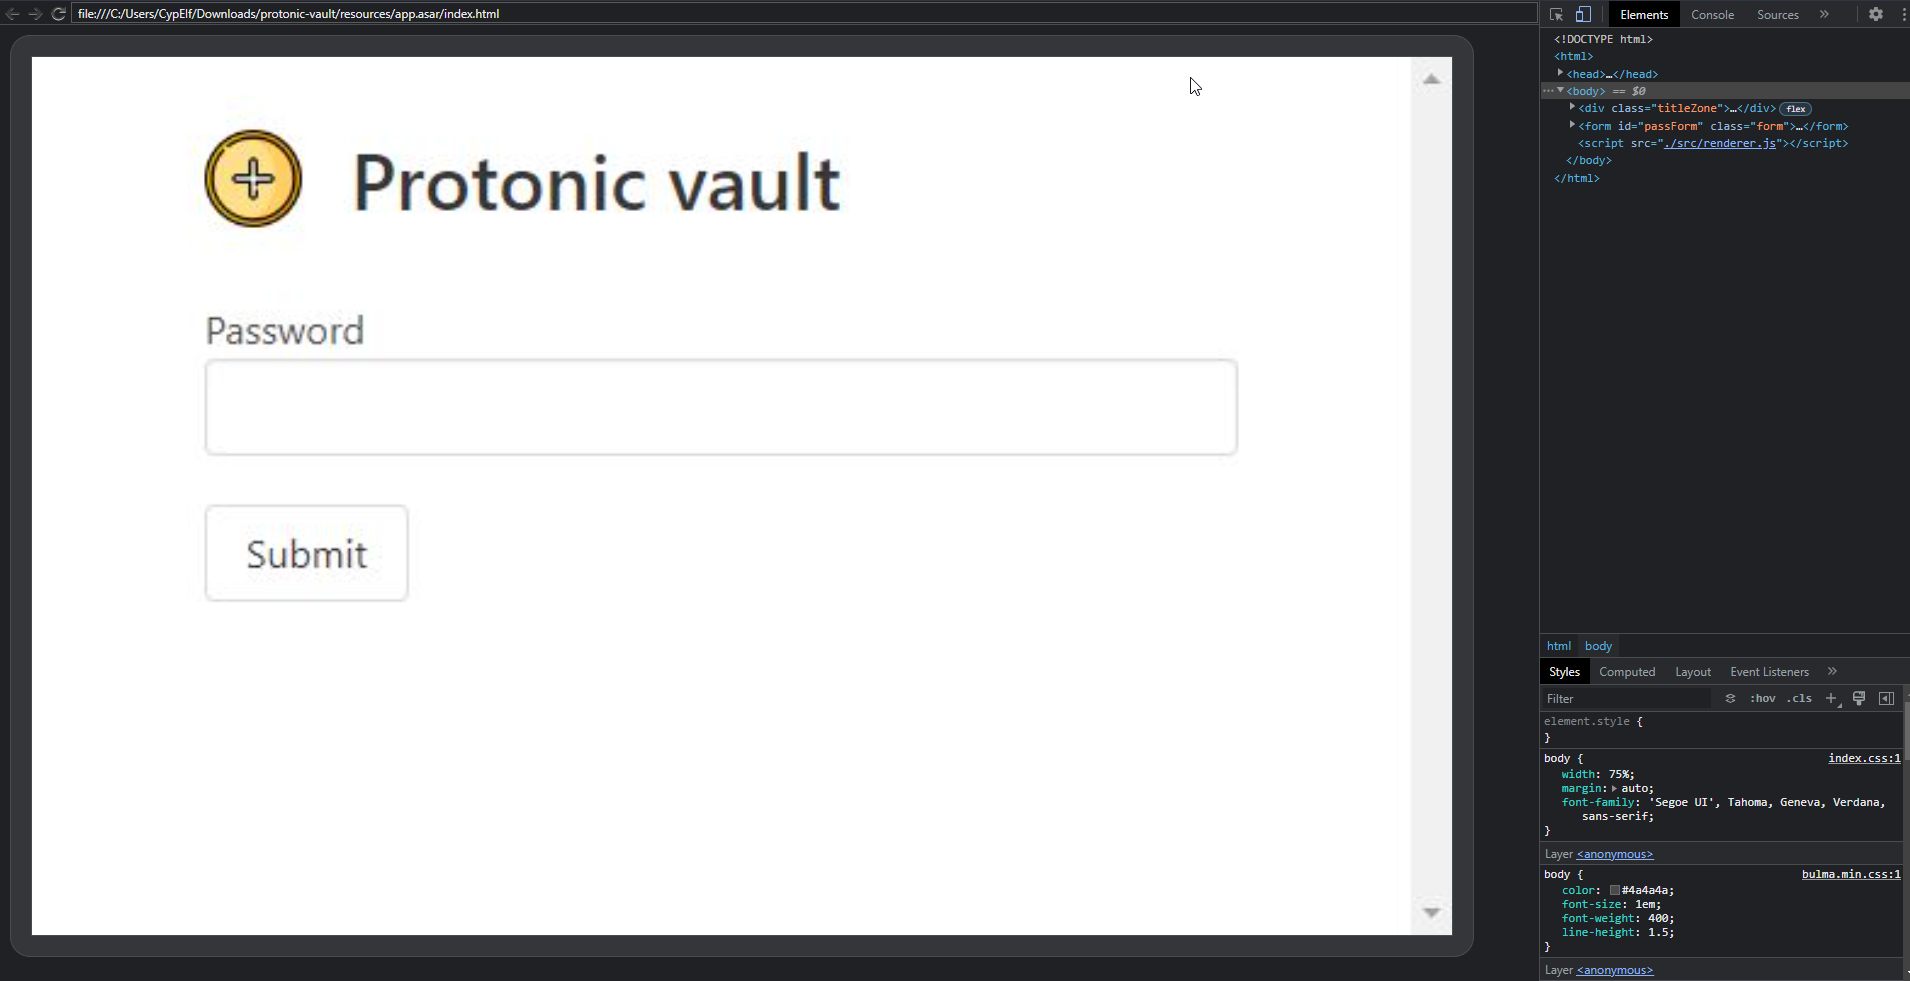 file:///C:/Users/CypElf/Downloads/protonic-vault/resources/app.asar/index.html
Protonic vault
Password
Submit
Elements Console Sources »
<!DOCTYPE html>
<html>
<head>…</head>
<body> == $0
<div class="titleZone">…</div> flex
<form id="passForm" class="form">…</form>
<script src="./src/renderer.js"></script>
</body>
</html>
html body
Styles Computed Layout Event Listeners »
Filter :hov .cls +
element.style {
}
body { index.css:1
width: 75%;
margin: auto;
font-family: 'Segoe UI', Tahoma, Geneva, Verdana,
sans-serif;
}
Layer <anonymous>
body { bulma.min.css:1
color: #4a4a4a;
font-size: 1em;
font-weight: 400;
line-height: 1.5;
}
Layer <anonymous>